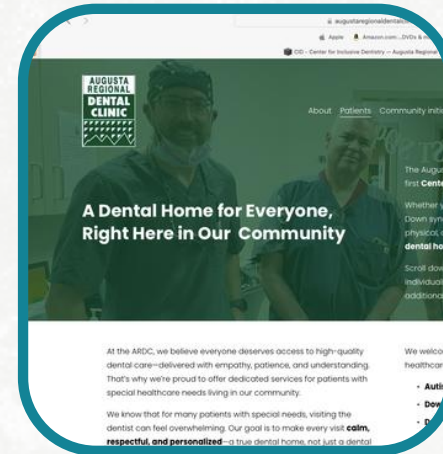 augustaregionaldentalc
Apple Amazon.com:...DVDs &
CID - Center for Inclusive Dentistry — Augusta Regional
AUGUSTA
REGIONAL
DENTAL
CLINIC
About Patients Community
A Dental Home for Everyone,
Right Here in Our Community
The Augus
first Cente
Whether y
Down syn
physical,
dental ho
Scroll dow
individual
additiona
At the ARDC, we believe everyone deserves access to high-quality
dental care—delivered with empathy, patience, and understanding.
That's why we're proud to offer dedicated services for patients with
special healthcare needs living in our community.
We know that for many patients with special needs, visiting the
dentist can feel overwhelming. Our goal is to make every visit calm,
respectful, and personalized—a true dental home, not just a dental
We welco
healthcar
• Autis
• Dow